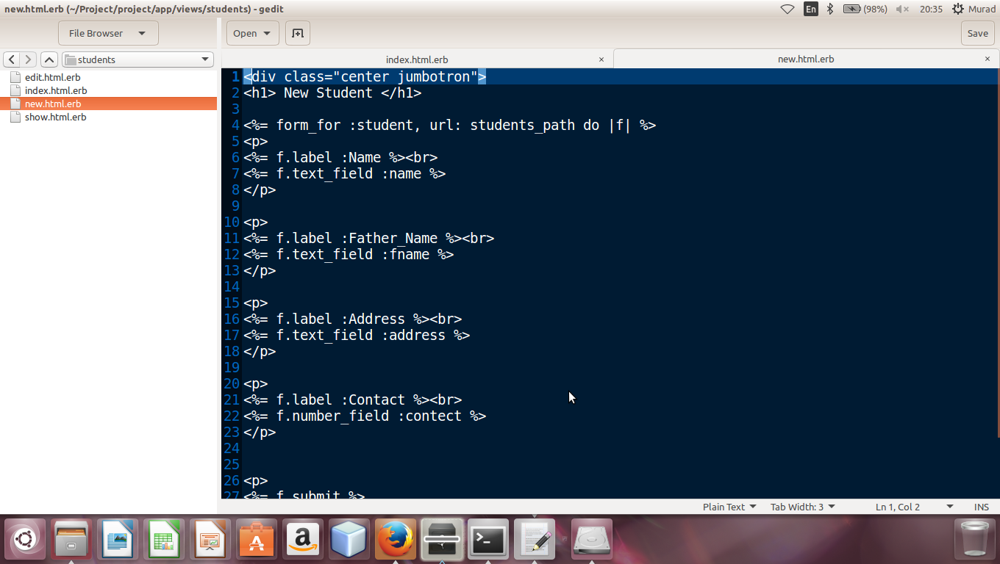 new.html.erb (~/Project/project/app/views/students) - gedit
En
(98%)
20:35
Murad
File Browser
Open
Save
students
index.html.erb ×
new.html.erb ×
edit.html.erb
index.html.erb
new.html.erb
show.html.erb
1 <div class="center jumbotron">
2 <h1> New Student </h1>
3
4 <%= form_for :student, url: students_path do |f| %>
5 <p>
6 <%= f.label :Name %><br>
7 <%= f.text_field :name %>
8 </p>
9
10 <p>
11 <%= f.label :Father_Name %><br>
12 <%= f.text_field :fname %>
13 </p>
14
15 <p>
16 <%= f.label :Address %><br>
17 <%= f.text_field :address %>
18 </p>
19
20 <p>
21 <%= f.label :Contact %><br>
22 <%= f.number_field :contect %>
23 </p>
24
25
26 <p>
27 <%= f.submit %>
Plain Text
Tab Width: 3
Ln 1, Col 2
INS
a